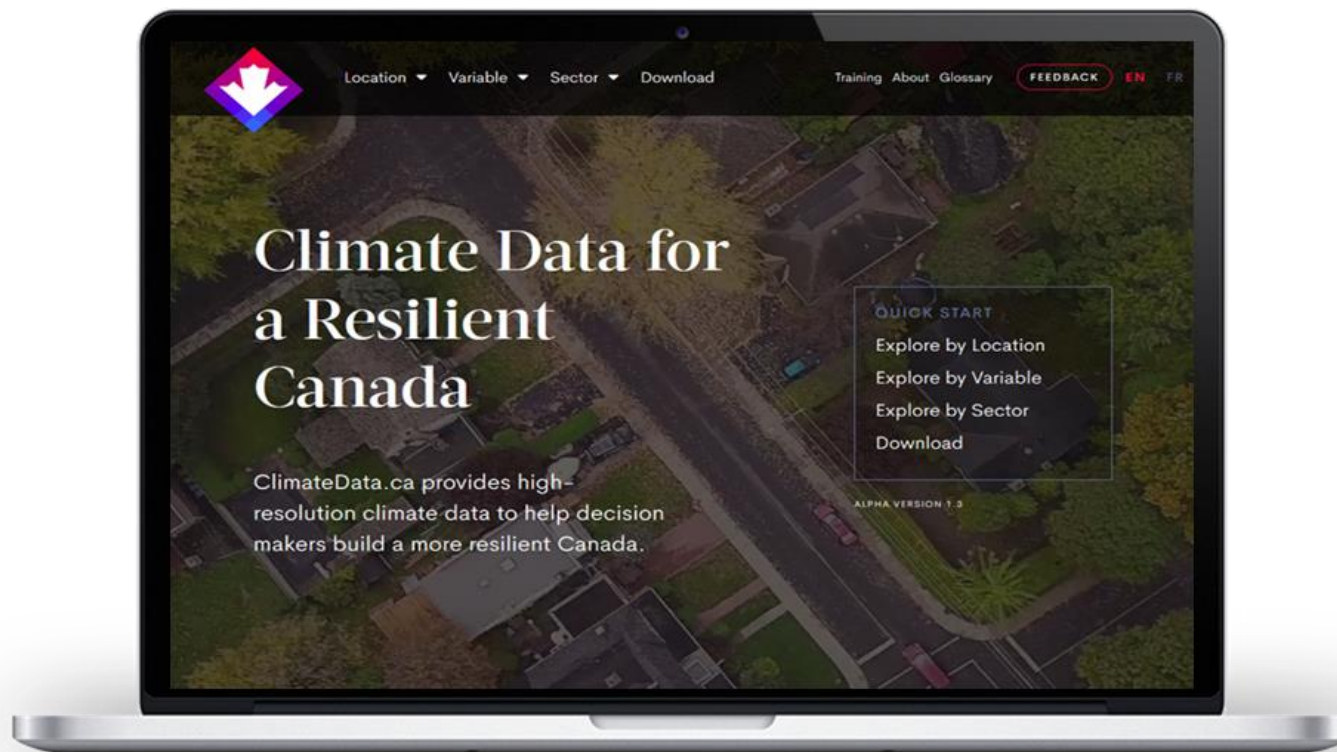 Location Variable Sector Download Training About Glossary FEEDBACK EN FR
Climate Data for
a Resilient
Canada
ClimateData.ca provides high-
resolution climate data to help decision
makers build a more resilient Canada.
QUICK START
Explore by Location
Explore by Variable
Explore by Sector
Download
ALPHA VERSION 1.3